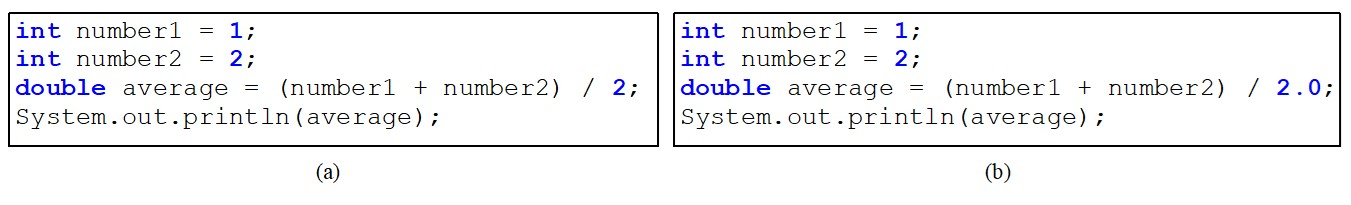 int number1 = 1;
int number2 = 2;
double average = (number1 + number2) / 2;
System.out.println(average);
(a)
int number1 = 1;
int number2 = 2;
double average = (number1 + number2) / 2.0;
System.out.println(average);
(b)